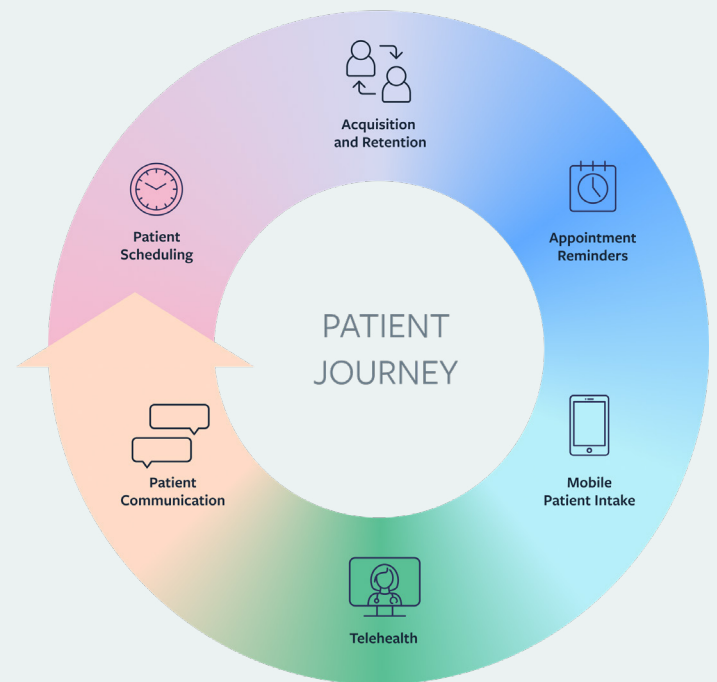 Acquisition
and Retention
Patient
Scheduling
Appointment
Reminders
PATIENT
JOURNEY
Mobile
Patient Intake
Patient
Communication
Telehealth